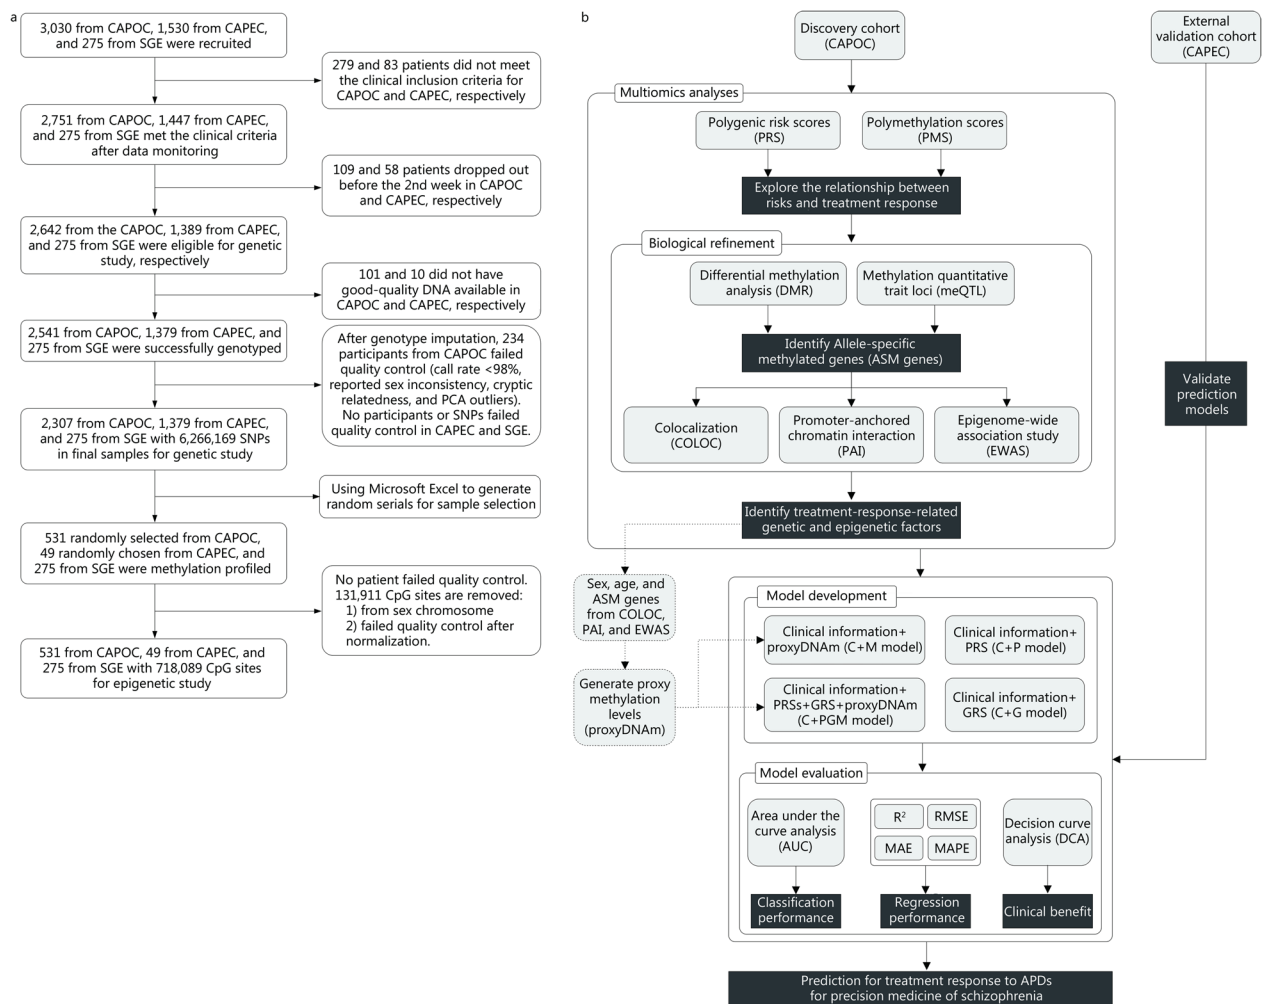 a
3,030 from CAPOC, 1,530 from CAPEC,
and 275 from SGE were recruited
279 and 83 patients did not meet
the clinical inclusion criteria for
CAPOC and CAPEC, respectively
2,751 from CAPOC, 1,447 from CAPEC,
and 275 from SGE met the clinical criteria
after data monitoring
109 and 58 patients dropped out
before the 2nd week in CAPOC
and CAPEC, respectively
2,642 from the CAPOC, 1,389 from CAPEC,
and 275 from SGE were eligible for genetic
study, respectively
101 and 10 did not have
good-quality DNA available in
CAPOC and CAPEC, respectively
2,541 from CAPOC, 1,379 from CAPEC, and
275 from SGE were successfully genotyped
After genotype imputation, 234
participants from CAPOC failed
quality control (call rate <98%,
reported sex inconsistency, cryptic
relatedness, and PCA outliers).
No participants or SNPs failed
quality control in CAPEC and SGE.
2,307 from CAPOC, 1,379 from CAPEC,
and 275 from SGE with 6,266,169 SNPs
in final samples for genetic study
Using Microsoft Excel to generate
random serials for sample selection
531 randomly selected from CAPOC,
49 randomly chosen from CAPEC, and
275 from SGE were methylation profiled
No patient failed quality control.
131,911 CpG sites are removed:
1) from sex chromosome
2) failed quality control after
normalization.
531 from CAPOC, 49 from CAPEC, and
275 from SGE with 718,089 CpG sites
for epigenetic study
b
Discovery cohort
(CAPOC)
External
validation cohort
(CAPEC)
Multiomics analyses
Polygenic risk scores
(PRS)
Polymethylation scores
(PMS)
Explore the relationship between
risks and treatment response
Biological refinement
Differential methylation
analysis (DMR)
Methylation quantitative
trait loci (meQTL)
Identify Allele-specific
methylated genes (ASM genes)
Colocalization
(COLOC)
Promoter-anchored
chromatin interaction
(PAI)
Epigenome-wide
association study
(EWAS)
Validate
prediction
models
Identify treatment-response-related
genetic and epigenetic factors
Sex, age, and
ASM genes
from COLOC,
PAI, and EWAS
Generate proxy
methylation
levels
(proxyDNAm)
Model development
Clinical information+
proxyDNAm (C+M model)
Clinical information+
PRS (C+P model)
Clinical information+
PRSs+GRS+proxyDNAm
(C+PGM model)
Clinical information+
GRS (C+G model)
Model evaluation
Area under the
curve analysis
(AUC)
R²
RMSE
MAE
MAPE
Decision curve
analysis (DCA)
Classification
performance
Regression
performance
Clinical benefit
Prediction for treatment response to APDs
for precision medicine of schizophrenia